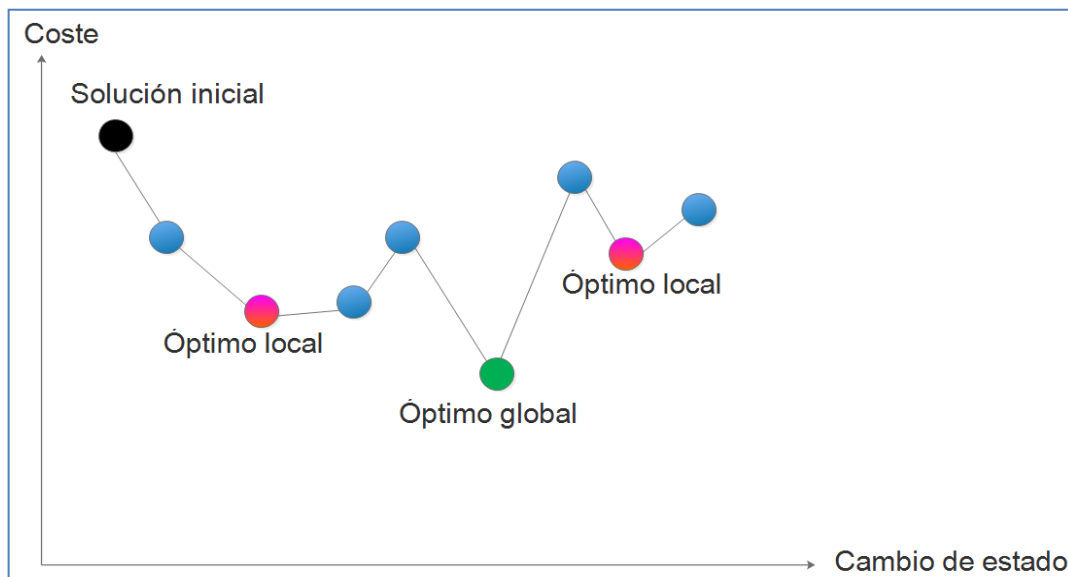 Coste
Solución inicial
Óptimo local
Óptimo local
Óptimo global
Cambio de estado